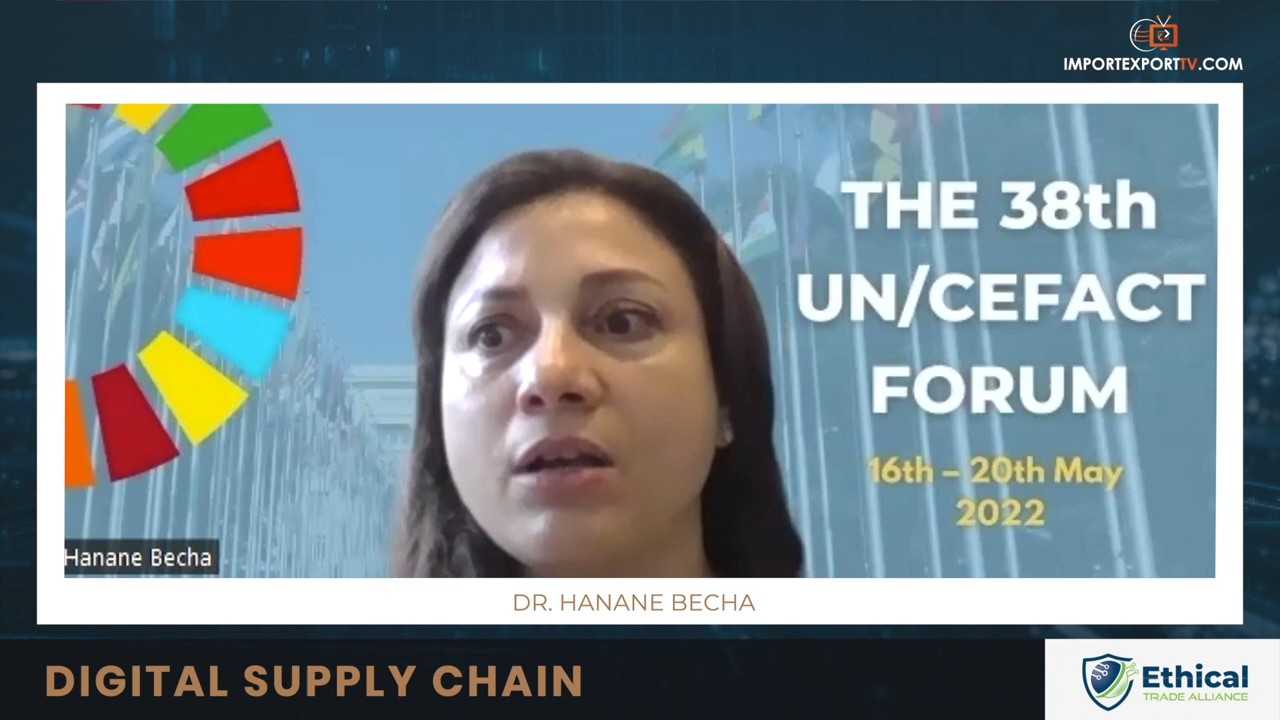 IMPORTEXPORTTV.COM
THE 38th
UN/CEFACT
FORUM
16th – 20th May
2022
Hanane Becha
DR. HANANE BECHA
DIGITAL SUPPLY CHAIN
Ethical
TRADE ALLIANCE